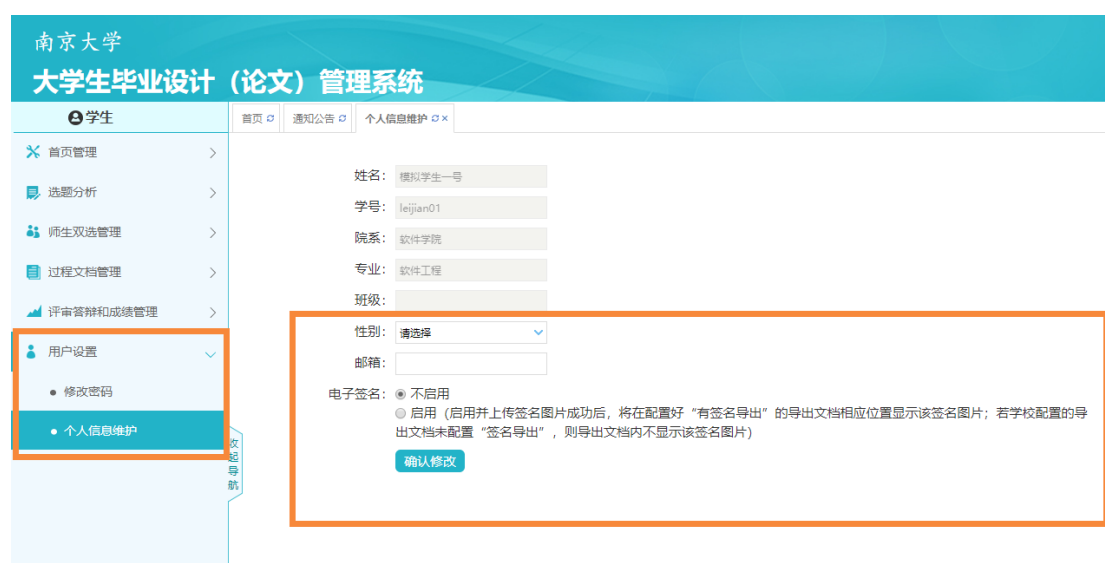 南京大学
大学生毕业设计（论文）管理系统
学生
首页 通知公告 个人信息维护 ×
首页管理
选题分析
师生双选管理
过程文档管理
评审答辩和成绩管理
用户设置
修改密码
个人信息维护
收起导航
姓名： 模拟学生一号
学号： leijian01
院系： 软件学院
专业： 软件工程
班级：
性别： 请选择
邮箱：
电子签名： 不启用
启用（启用并上传签名图片成功后，将在配置好“有签名导出”的导出文档相应位置显示该签名图片；若学校配置的导
出文档未配置“签名导出”，则导出文档内不显示该签名图片）
确认修改